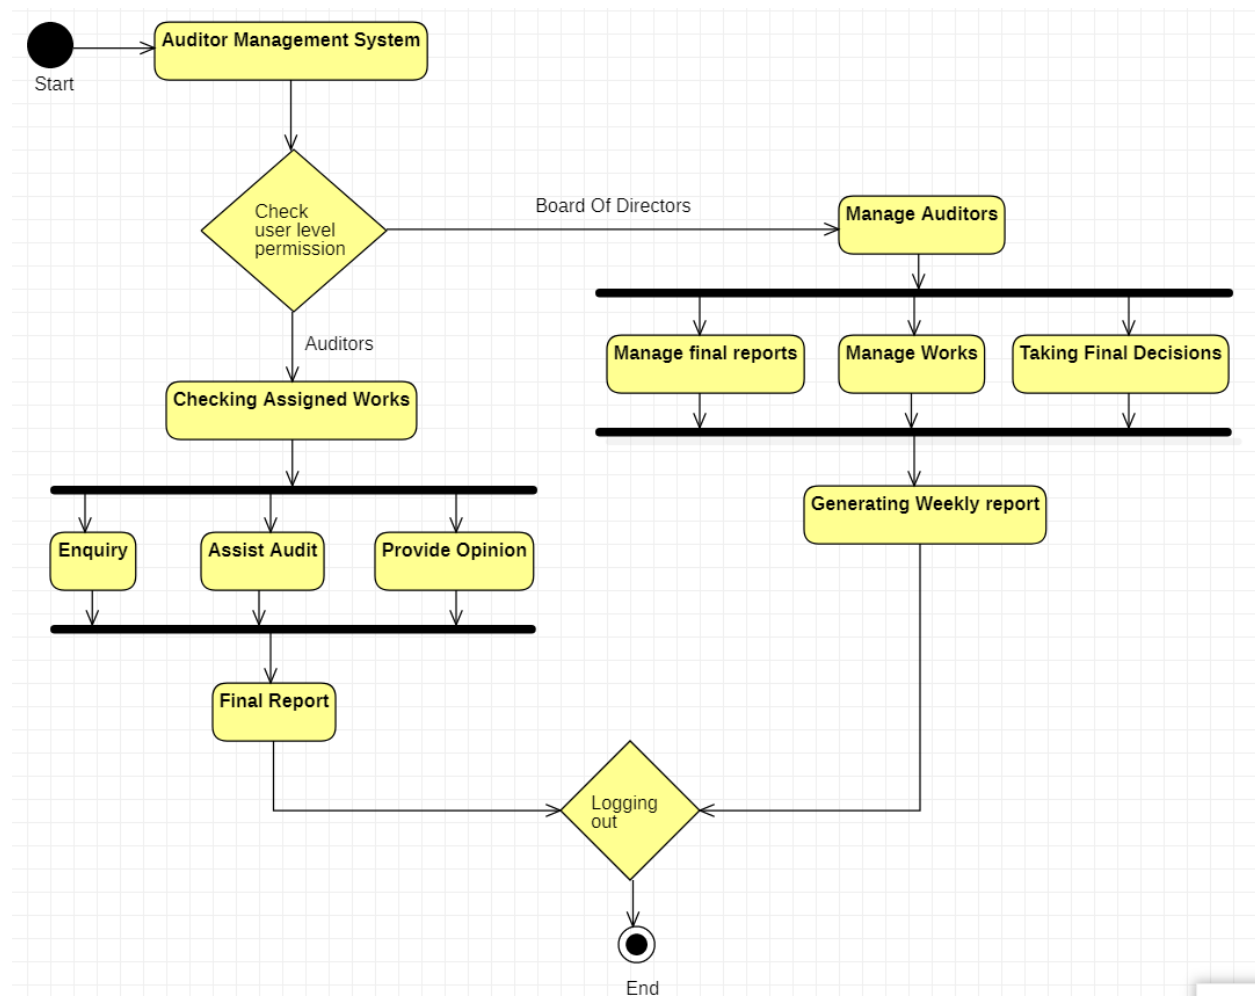 Auditor Management System
Start
Check
user level
permission
Board Of Directors
Manage Auditors
Auditors
Manage final reports
Manage Works
Taking Final Decisions
Checking Assigned Works
Generating Weekly report
Enquiry
Assist Audit
Provide Opinion
Final Report
Logging
out
End